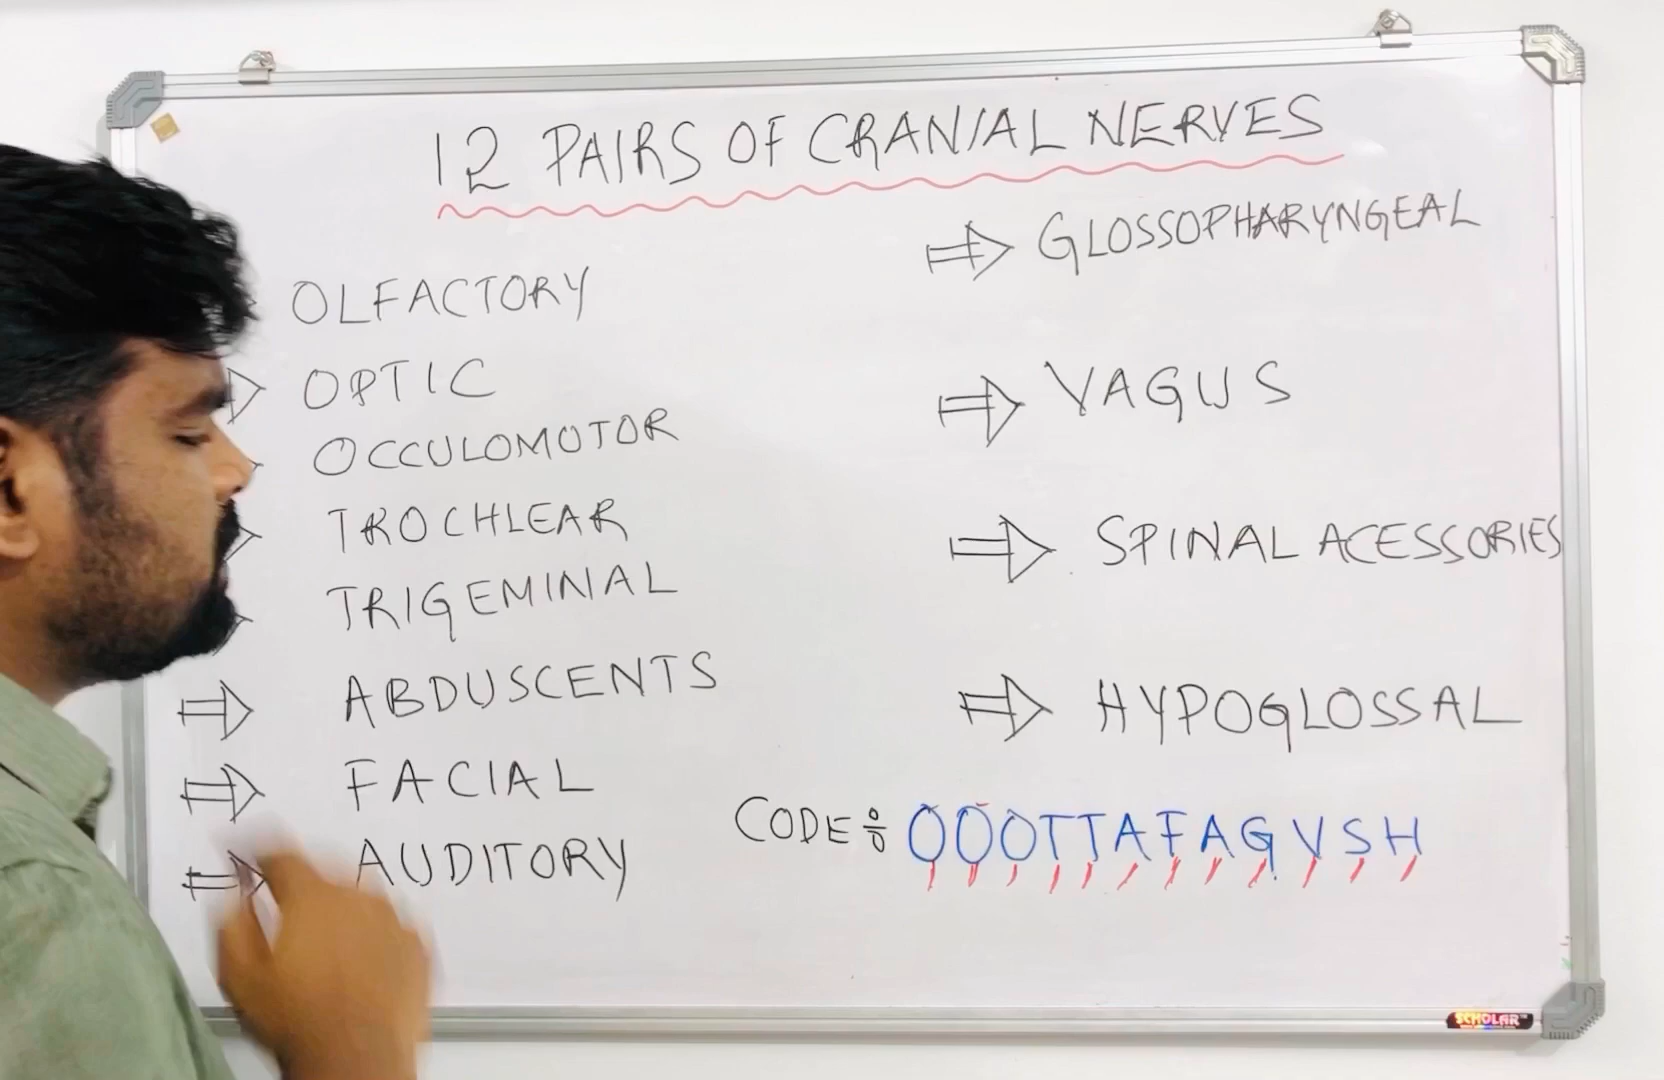 12 PAIRS OF CRANIAL NERVES
OLFACTORY
OPTIC
OCCULOMOTOR
TROCHLEAR
TRIGEMINAL
ABDUSCENTS
FACIAL
AUDITORY
GLOSSOPHARYNGEAL
VAGUS
SPINAL ACESSORIES
HYPOGLOSSAL
CODE: OOOTTAFAGVSH
SCHOLAR